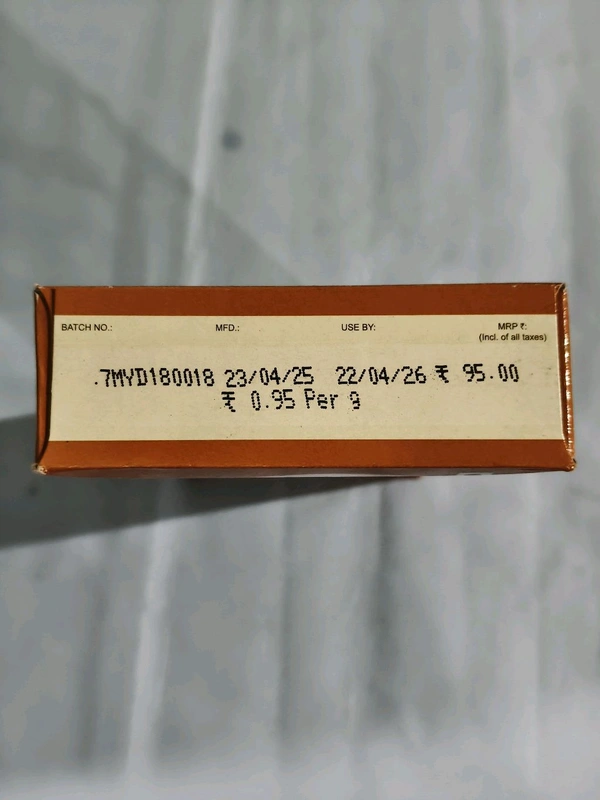 BATCH NO.: MFD.: USE BY: MRP ₹:
(Incl. of all taxes)
.7MYD180018 23/04/25 22/04/26 ₹ 95.00
₹ 0.95 Per g